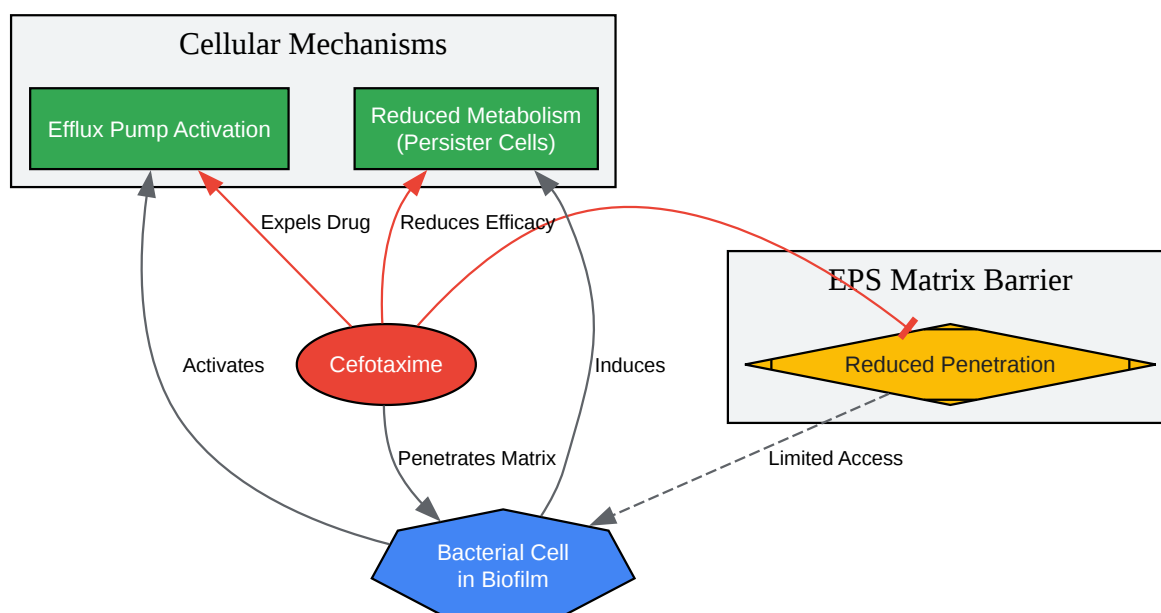 Cellular Mechanisms
Efflux Pump Activation
Reduced Metabolism
(Persister Cells)
Expels Drug
Reduces Efficacy
EPS Matrix Barrier
Activates
Cefotaxime
Induces
Reduced Penetration
Penetrates Matrix
Limited Access
Bacterial Cell
in Biofilm